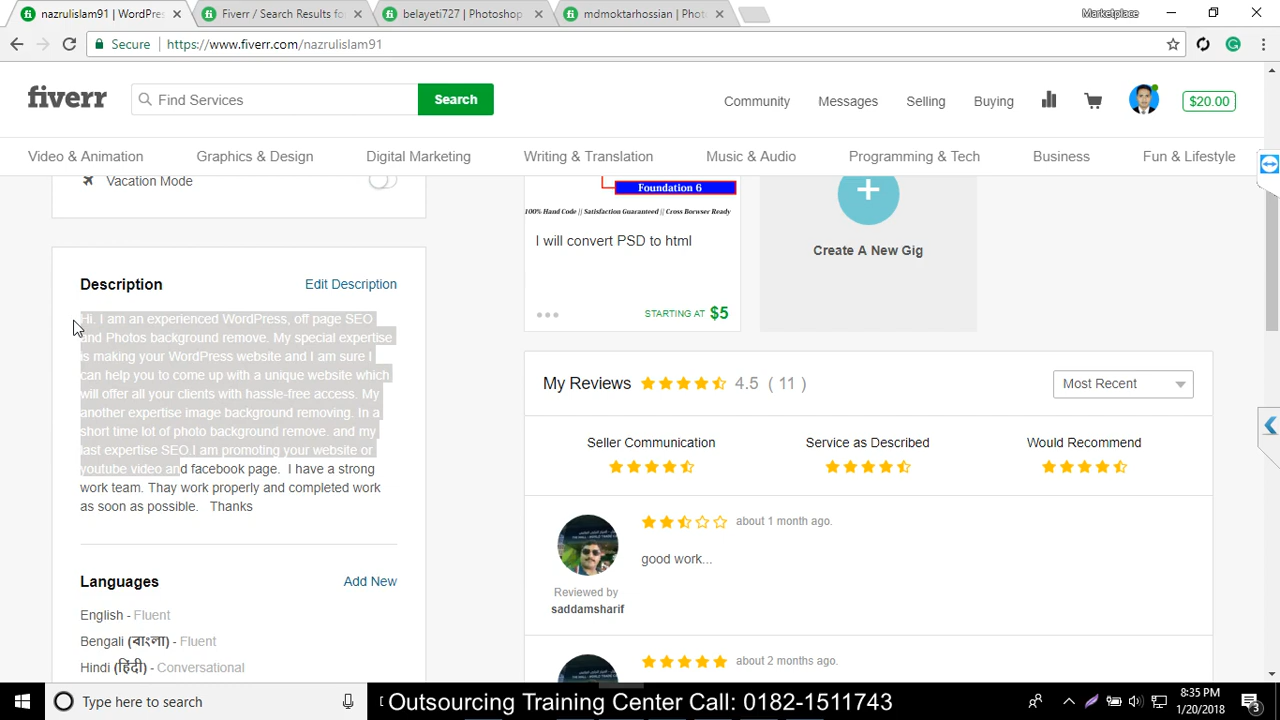 nazrulislam91 | WordPres
Fiverr / Search Results fo
belayeti727 | Photoshop
mdmoktarhossian | Phot
Marketplace
Secure
https://www.fiverr.com/nazrulislam91
fiverr
Find Services
Search
Community
Messages
Selling
Buying
$20.00
Video & Animation
Graphics & Design
Digital Marketing
Writing & Translation
Music & Audio
Programming & Tech
Business
Fun & Lifestyle
Vacation Mode
Description
Edit Description
Hi. I am an experienced WordPress, off page SEO
and Photos background remove. My special expertise
is making your WordPress website and I am sure I
can help you to come up with a unique website which
will offer all your clients with hassle-free access. My
another expertise image background removing. In a
short time lot of photo background remove. and my
last expertise SEO.I am promoting your website or
youtube video and facebook page. I have a strong
work team. Thay work properly and completed work
as soon as possible. Thanks
Languages
Add New
English - Fluent
Bengali (বাংলা) - Fluent
Hindi (हिंदी) - Conversational
Foundation 6
100% Hand Code || Satisfaction Guaranteed || Cross Borwser Ready
I will convert PSD to html
STARTING AT $5
Create A New Gig
My Reviews
4.5 ( 11 )
Most Recent
Seller Communication
Service as Described
Would Recommend
about 1 month ago.
good work...
Reviewed by
saddamsharif
about 2 months ago.
Type here to search
Outsourcing Training Center Call: 0182-1511743
8:35 PM
1/20/2018
3